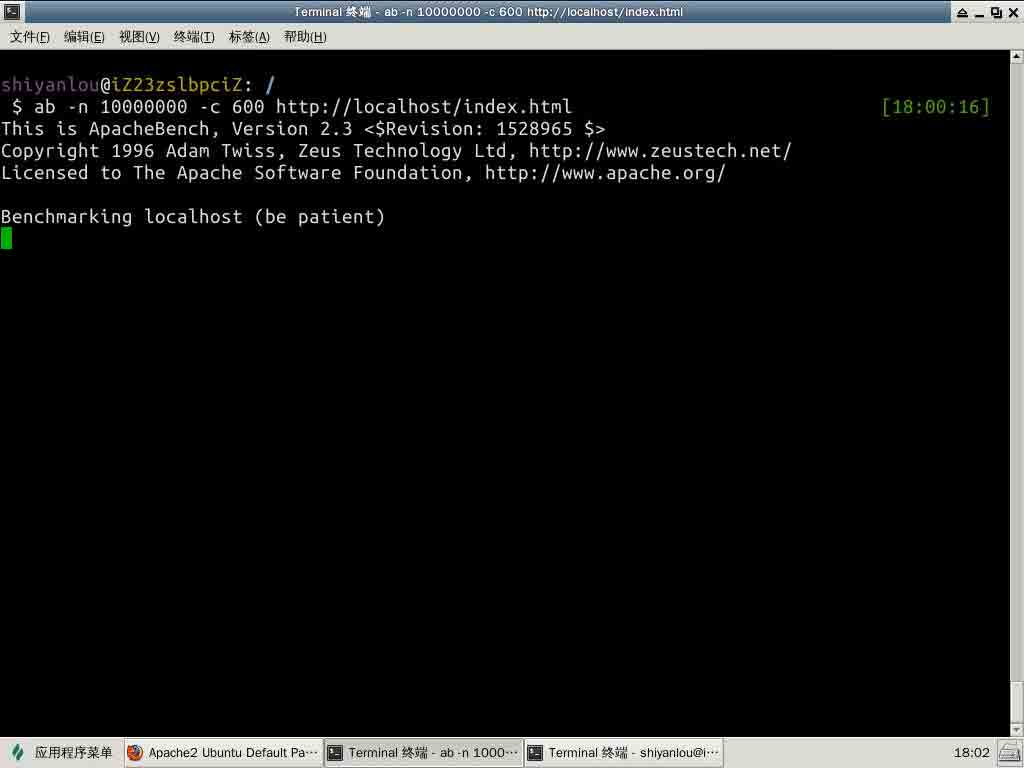 Terminal 终端 - ab -n 10000000 -c 600 http://localhost/index.html
文件(F) 编辑(E) 视图(V) 终端(T) 标签(A) 帮助(H)
shiyanlou@iZ23zslbpciZ: /
$ ab -n 10000000 -c 600 http://localhost/index.html [18:00:16]
This is ApacheBench, Version 2.3 <$Revision: 1528965 $>
Copyright 1996 Adam Twiss, Zeus Technology Ltd, http://www.zeustech.net/
Licensed to The Apache Software Foundation, http://www.apache.org/
Benchmarking localhost (be patient)
应用程序菜单 Apache2 Ubuntu Default Pa··· Terminal 终端 - ab -n 1000··· Terminal 终端 - shiyanlou@i··· 18:02